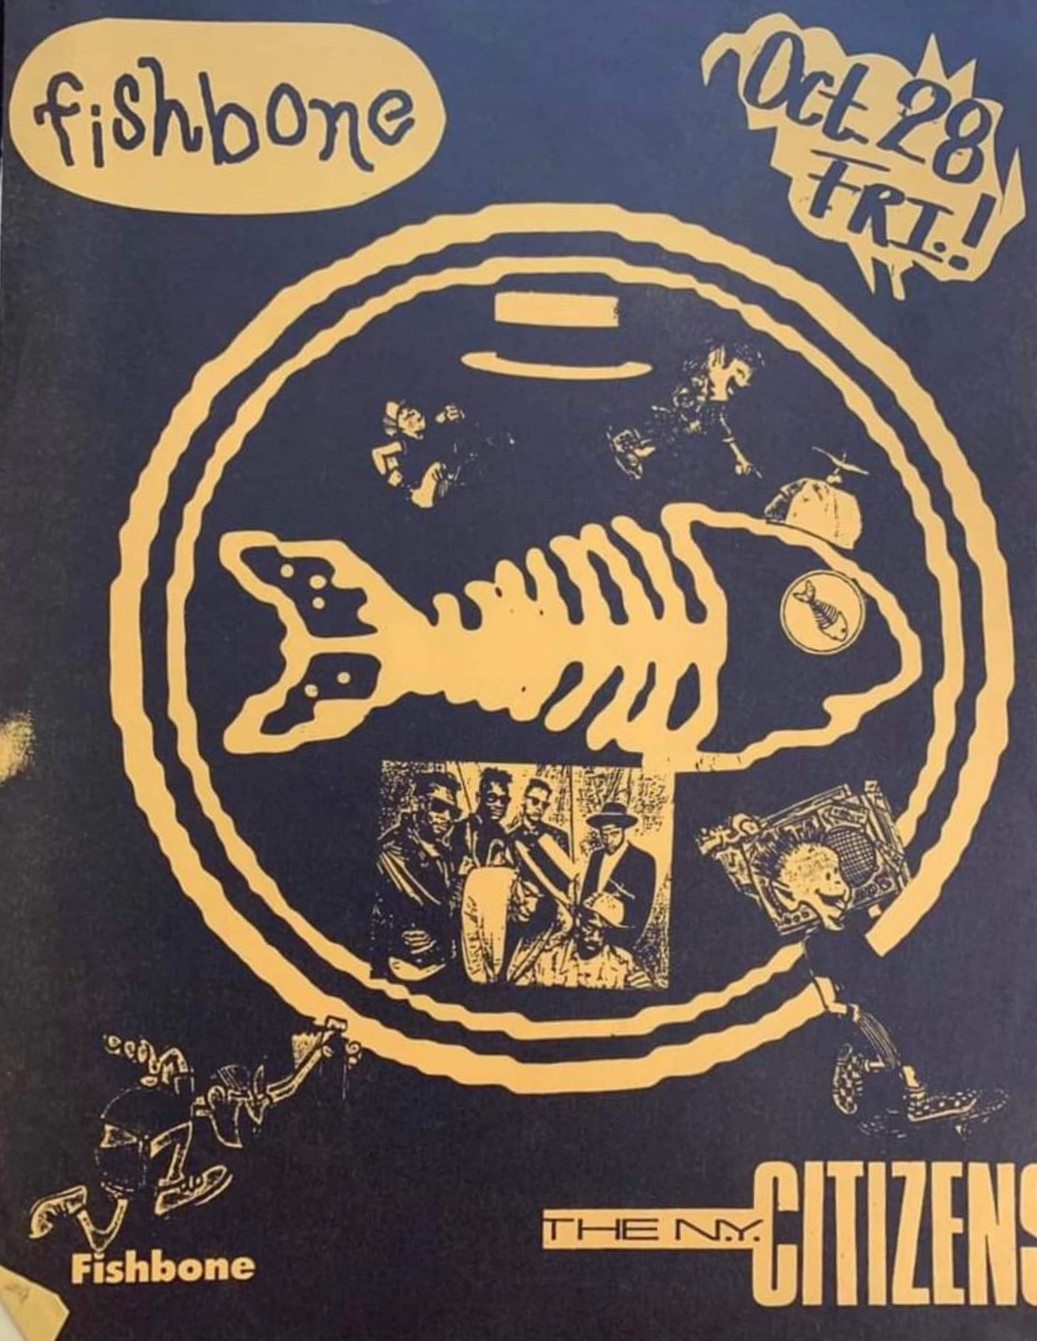 fishbone
Oct 28
FRI.!
Fishbone
THE N.Y. CITIZENS